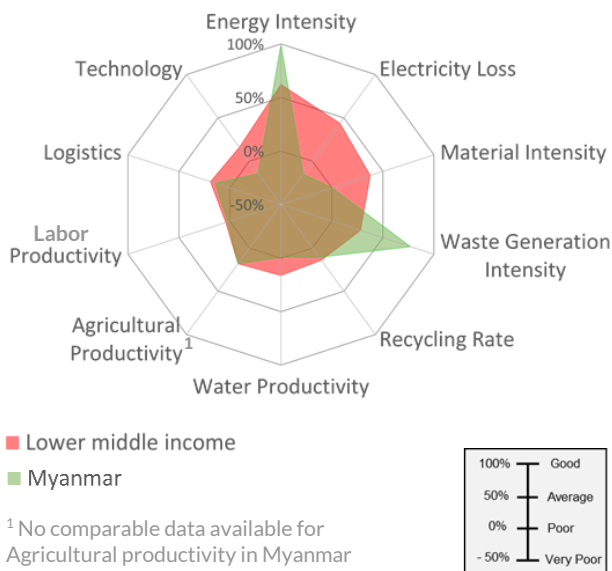 Energy Intensity
100%
Technology
Electricity Loss
50%
Logistics
0%
Material Intensity
-50%
Labor
Productivity
Waste Generation
Intensity
Agricultural
Productivity1
Recycling Rate
Water Productivity
Lower middle income
Myanmar
1 No comparable data available for
Agricultural productivity in Myanmar
100% Good
50% Average
0% Poor
- 50% Very Poor